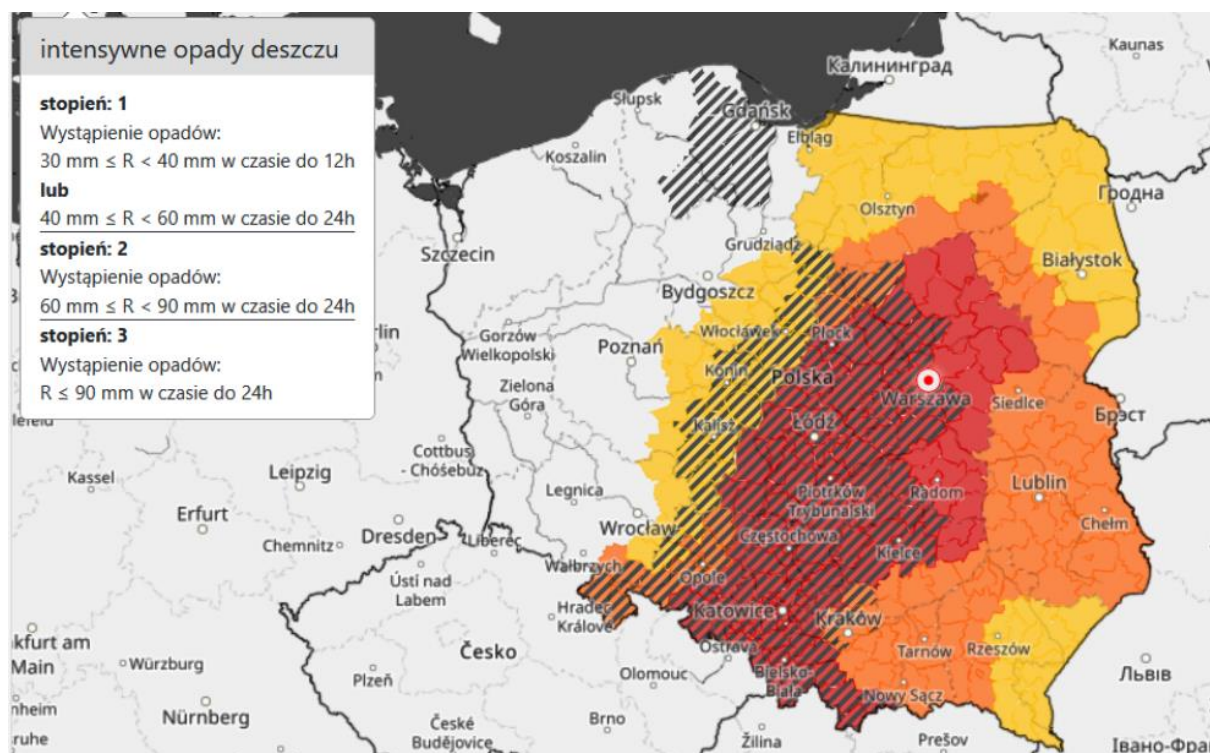 intensywne opady deszczu
stopień: 1
Wystąpienie opadów:
30 mm ≤ R < 40 mm w czasie do 12h
lub
40 mm ≤ R < 60 mm w czasie do 24h
stopień: 2
Wystąpienie opadów:
60 mm ≤ R < 90 mm w czasie do 24h
stopień: 3
Wystąpienie opadów:
R ≤ 90 mm w czasie do 24h
Kaunas
Калининград
Słupsk
Gdańsk
Elbląg
Koszalin
Гродна
Olsztyn
Szczecin
Grudziądz
Białystok
Bydgoszcz
Włocławek
Płock
Gorzów
Wielkopolski
Poznań
Konin
Polska
Warszawa
Siedlce
Брэст
Zielona
Góra
Kalisz
Łódź
Cottbus
- Chóśebuz
Kassel
Leipzig
Legnica
Piotrków
Trybunalski
Radom
Lublin
Erfurt
Wrocław
Chełm
Chemnitz
Dresden
Liberec
Częstochowa
Kielce
Wałbrzych
Opole
Ústí nad
Labem
Hradec
Králové
Katowice
Kraków
kfurt am
Main
Würzburg
Česko
Ostrava
Tarnów
Rzeszów
Plzeň
Olomouc
Bielsko-
Biała
Львів
nheim
Nürnberg
Nowy Sącz
ruhe
České
Budějovice
Brno
Žilina
Prešov
Івано-Фра